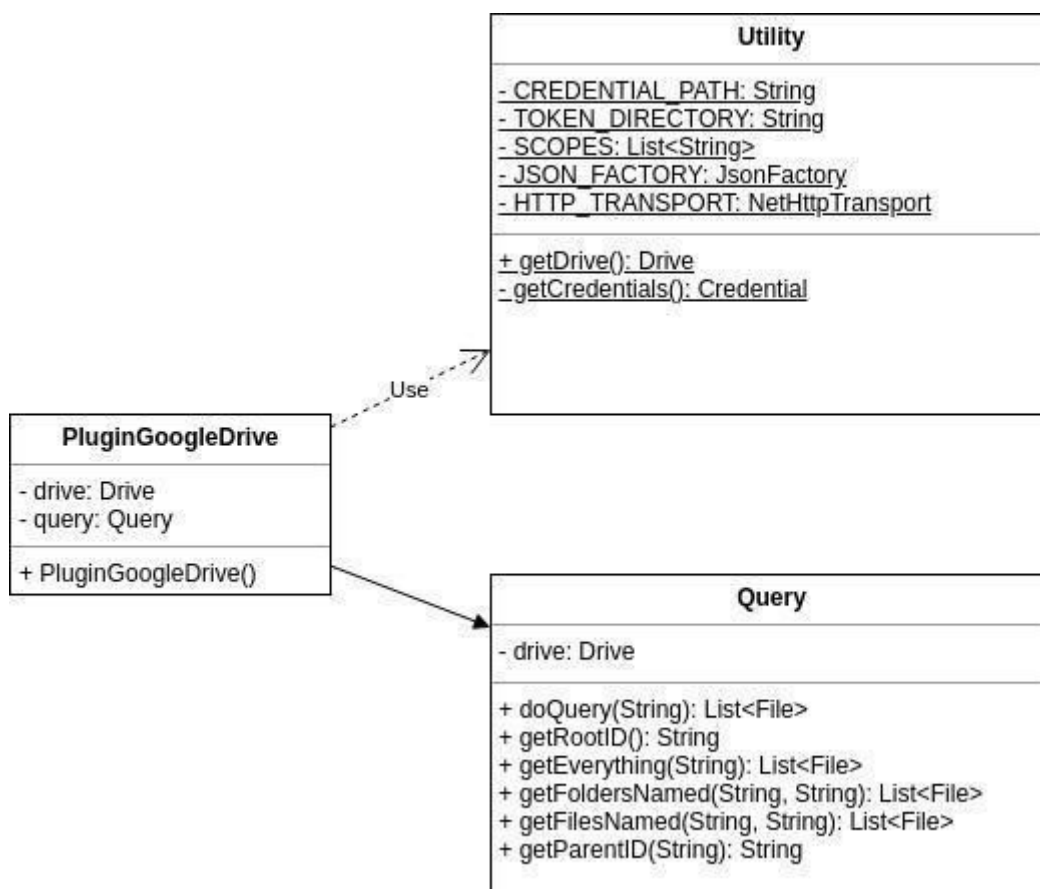 Utility
- CREDENTIAL_PATH: String
- TOKEN_DIRECTORY: String
- SCOPES: List<String>
- JSON_FACTORY: JsonFactory
- HTTP_TRANSPORT: NetHttpTransport
+ getDrive(): Drive
- getCredentials(): Credential
Use
PluginGoogleDrive
- drive: Drive
- query: Query
+ PluginGoogleDrive()
Query
- drive: Drive
+ doQuery(String): List<File>
+ getRootID(): String
+ getEverything(String): List<File>
+ getFoldersNamed(String, String): List<File>
+ getFilesNamed(String, String): List<File>
+ getParentID(String): String